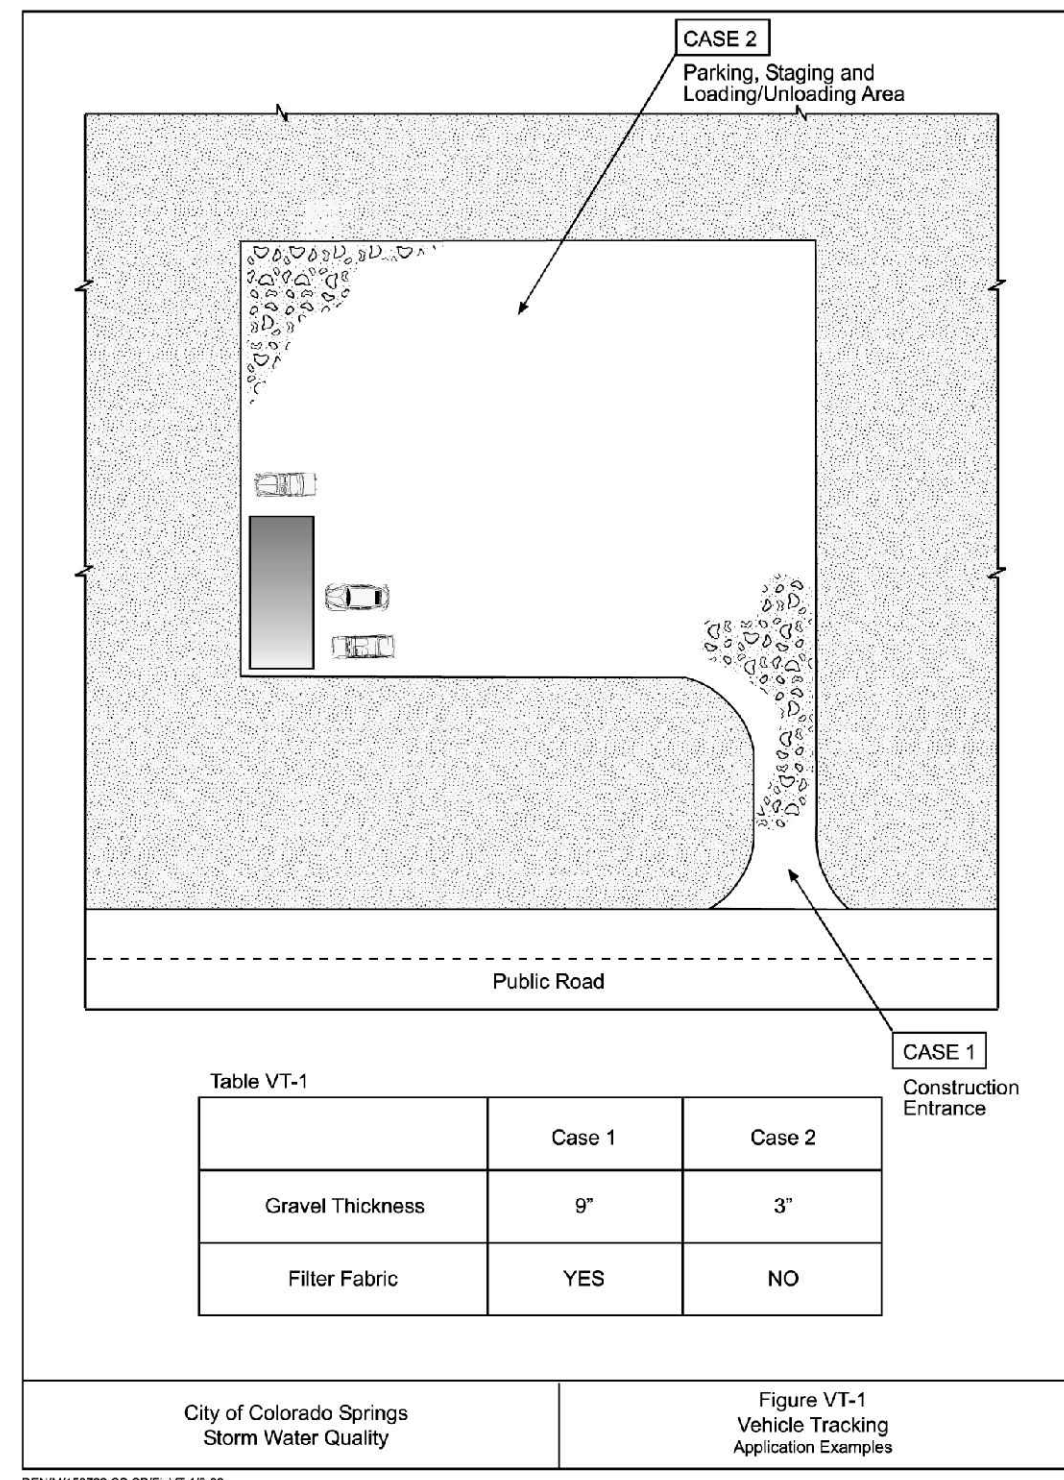 CASE 2
Parking, Staging and
Loading/Unloading Area
Public Road
CASE 1
Construction
Entrance
Table VT-1
Case 1 Case 2
Gravel Thickness 9” 3”
Filter Fabric YES NO
City of Colorado Springs
Storm Water Quality
Figure VT-1
Vehicle Tracking
Application Examples